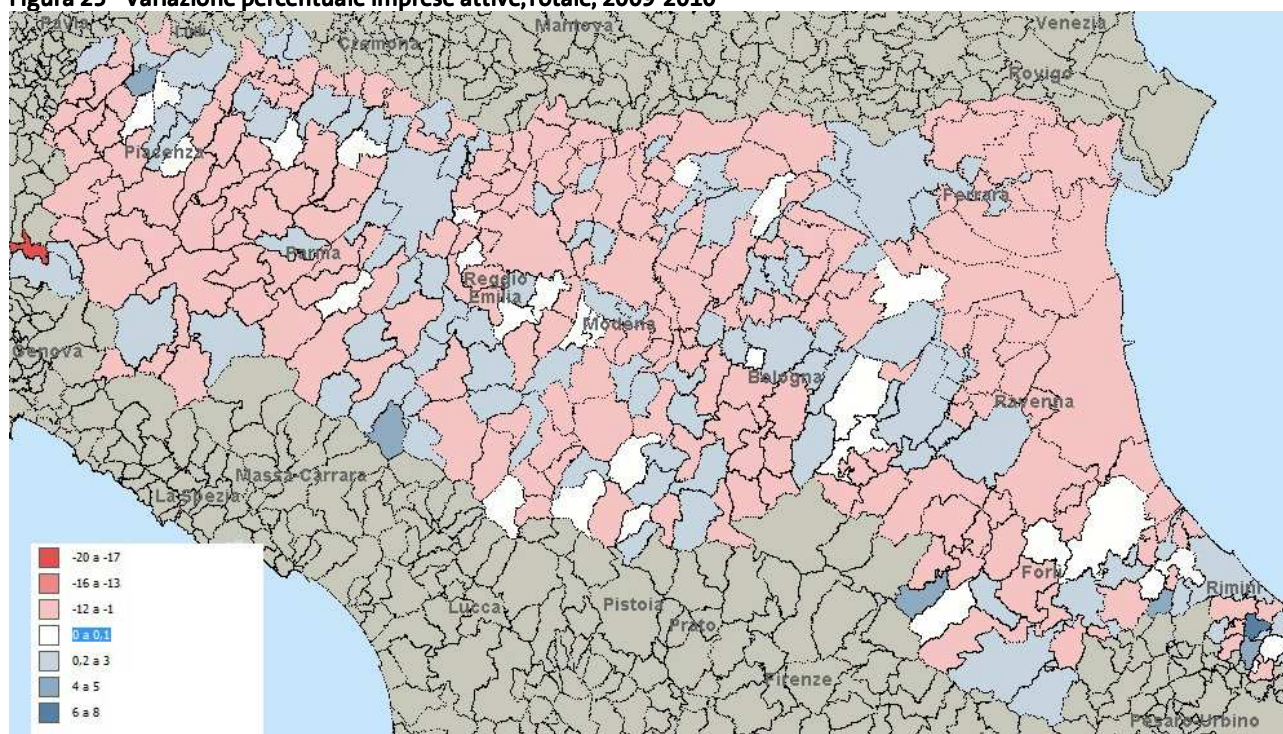 Figura 25 - Variazione percentuale imprese attive,Totale, 2009-2010
Pavia
Lodi
Cremona
Mantova
Venezia
Rovigo
Piacenza
Ferrara
Parma
Reggio
Emilia
Modena
Genova
Bologna
Ravenna
Massa-Carrara
La Spezia
Forlì
Rimini
Lucca
Pistoia
Prato
Firenze
Pesaro-Urbino
-20 a -17
-16 a -13
-12 a -1
0 a 0,1
0,2 a 3
4 a 5
6 a 8